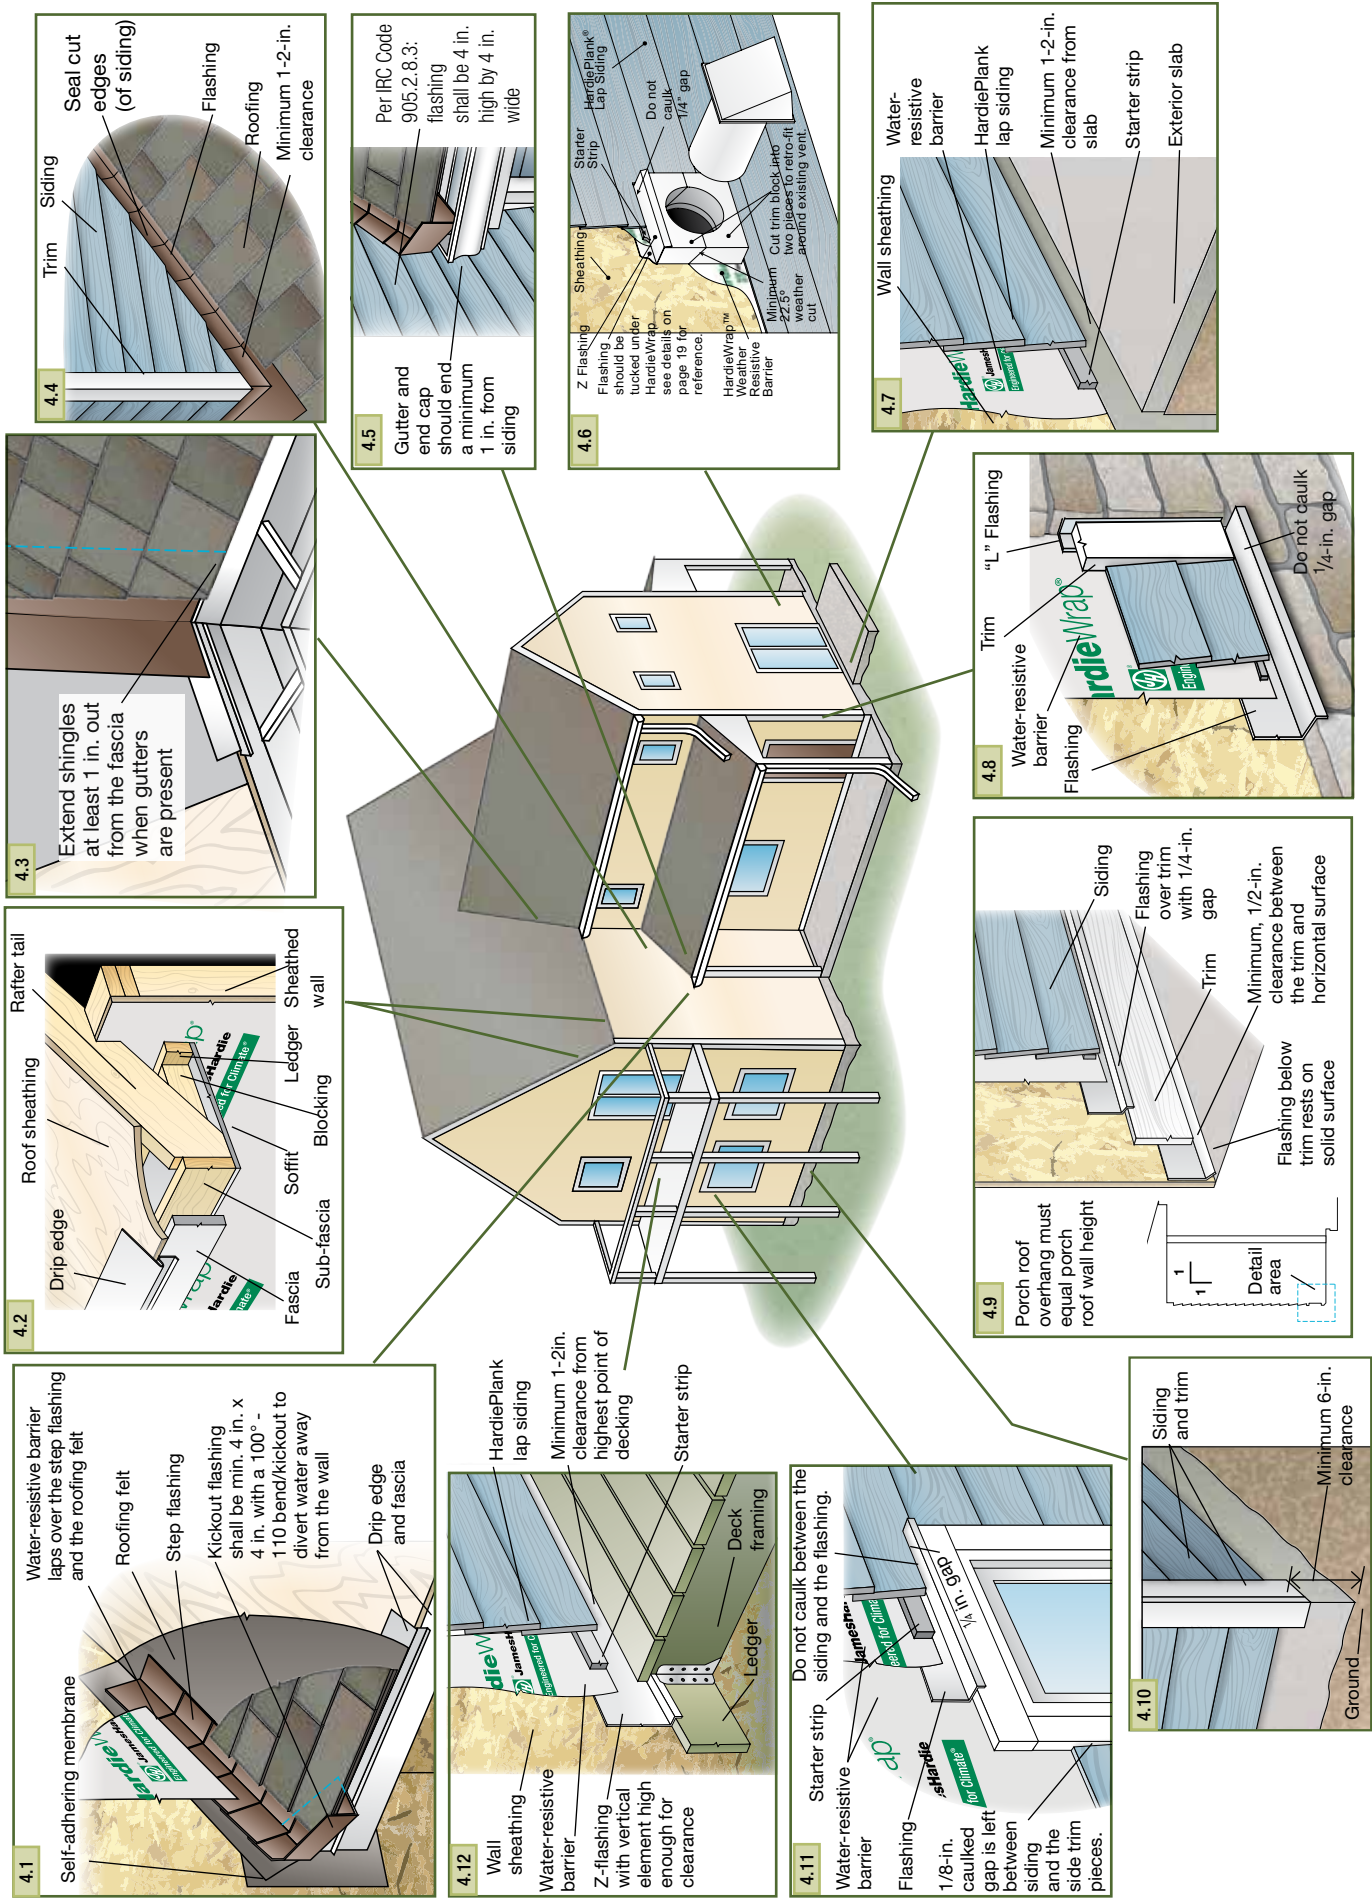 4.1
Self-adhering membrane
Water-resistive barrier
laps over the step flashing
and the roofing felt
Roofing felt
Step flashing
Kickout flashing
shall be min. 4 in. x
4 in. with a 100° -
110 bend/kickout to
divert water away
from the wall
Drip edge
and fascia
HardieW
JamesHa
Engineered for Climate
4.2
Drip edge
Roof sheathing
Rafter tail
Fascia
Sub-fascia
Soffit
Blocking
Ledger
Sheathed
wall
4.3
Extend shingles
at least 1 in. out
from the fascia
when gutters
are present
4.4
Trim
Siding
Seal cut
edges
(of siding)
Flashing
Roofing
Minimum 1-2-in.
clearance
4.5
Gutter and
end cap
should end
a minimum
1 in. from
siding
Per IRC Code
905.2.8.3:
flashing
shall be 4 in.
high by 4 in.
wide
4.6
Z Flashing
Flashing
should be
tucked under
HardieWrap
see details on
page 19 for
reference.
HardieWrap™
Weather
Resistive
Barrier
Sheathing
Starter
Strip
HardiePlank®
Lap Siding
Do not
caulk
1/4" gap
Minimum
22.5°
weather
cut
Cut trim block into
two pieces to retro-fit
around existing vent.
4.7
Wall sheathing
Water-
resistive
barrier
HardiePlank
lap siding
Minimum 1-2-in.
clearance from
slab
Starter strip
Exterior slab
4.8
Flashing
Water-resistive
barrier
Trim
"L" Flashing
Do not caulk
1/4-in. gap
rdieWrap®
4.9
Porch roof
overhang must
equal porch
roof wall height
1
1
Detail
area
Siding
Flashing
over trim
with 1/4-in.
gap
Trim
Minimum, 1/2-in.
clearance between
the trim and
horizontal surface
Flashing below
trim rests on
solid surface
4.10
Ground
Siding
and trim
Minimum 6-in.
clearance
4.11
Water-resistive
barrier
Starter strip
Do not caulk between the
siding and the flashing.
Flashing
1/8-in.
caulked
gap is left
between
siding
and the
side trim
pieces.
1/4 in. gap
4.12
Wall
sheathing
Water-resistive
barrier
Z-flashing
with vertical
element high
enough for
clearance
HardiePlank
lap siding
Minimum 1-2in.
clearance from
highest point of
decking
Starter strip
Deck
framing
Ledger